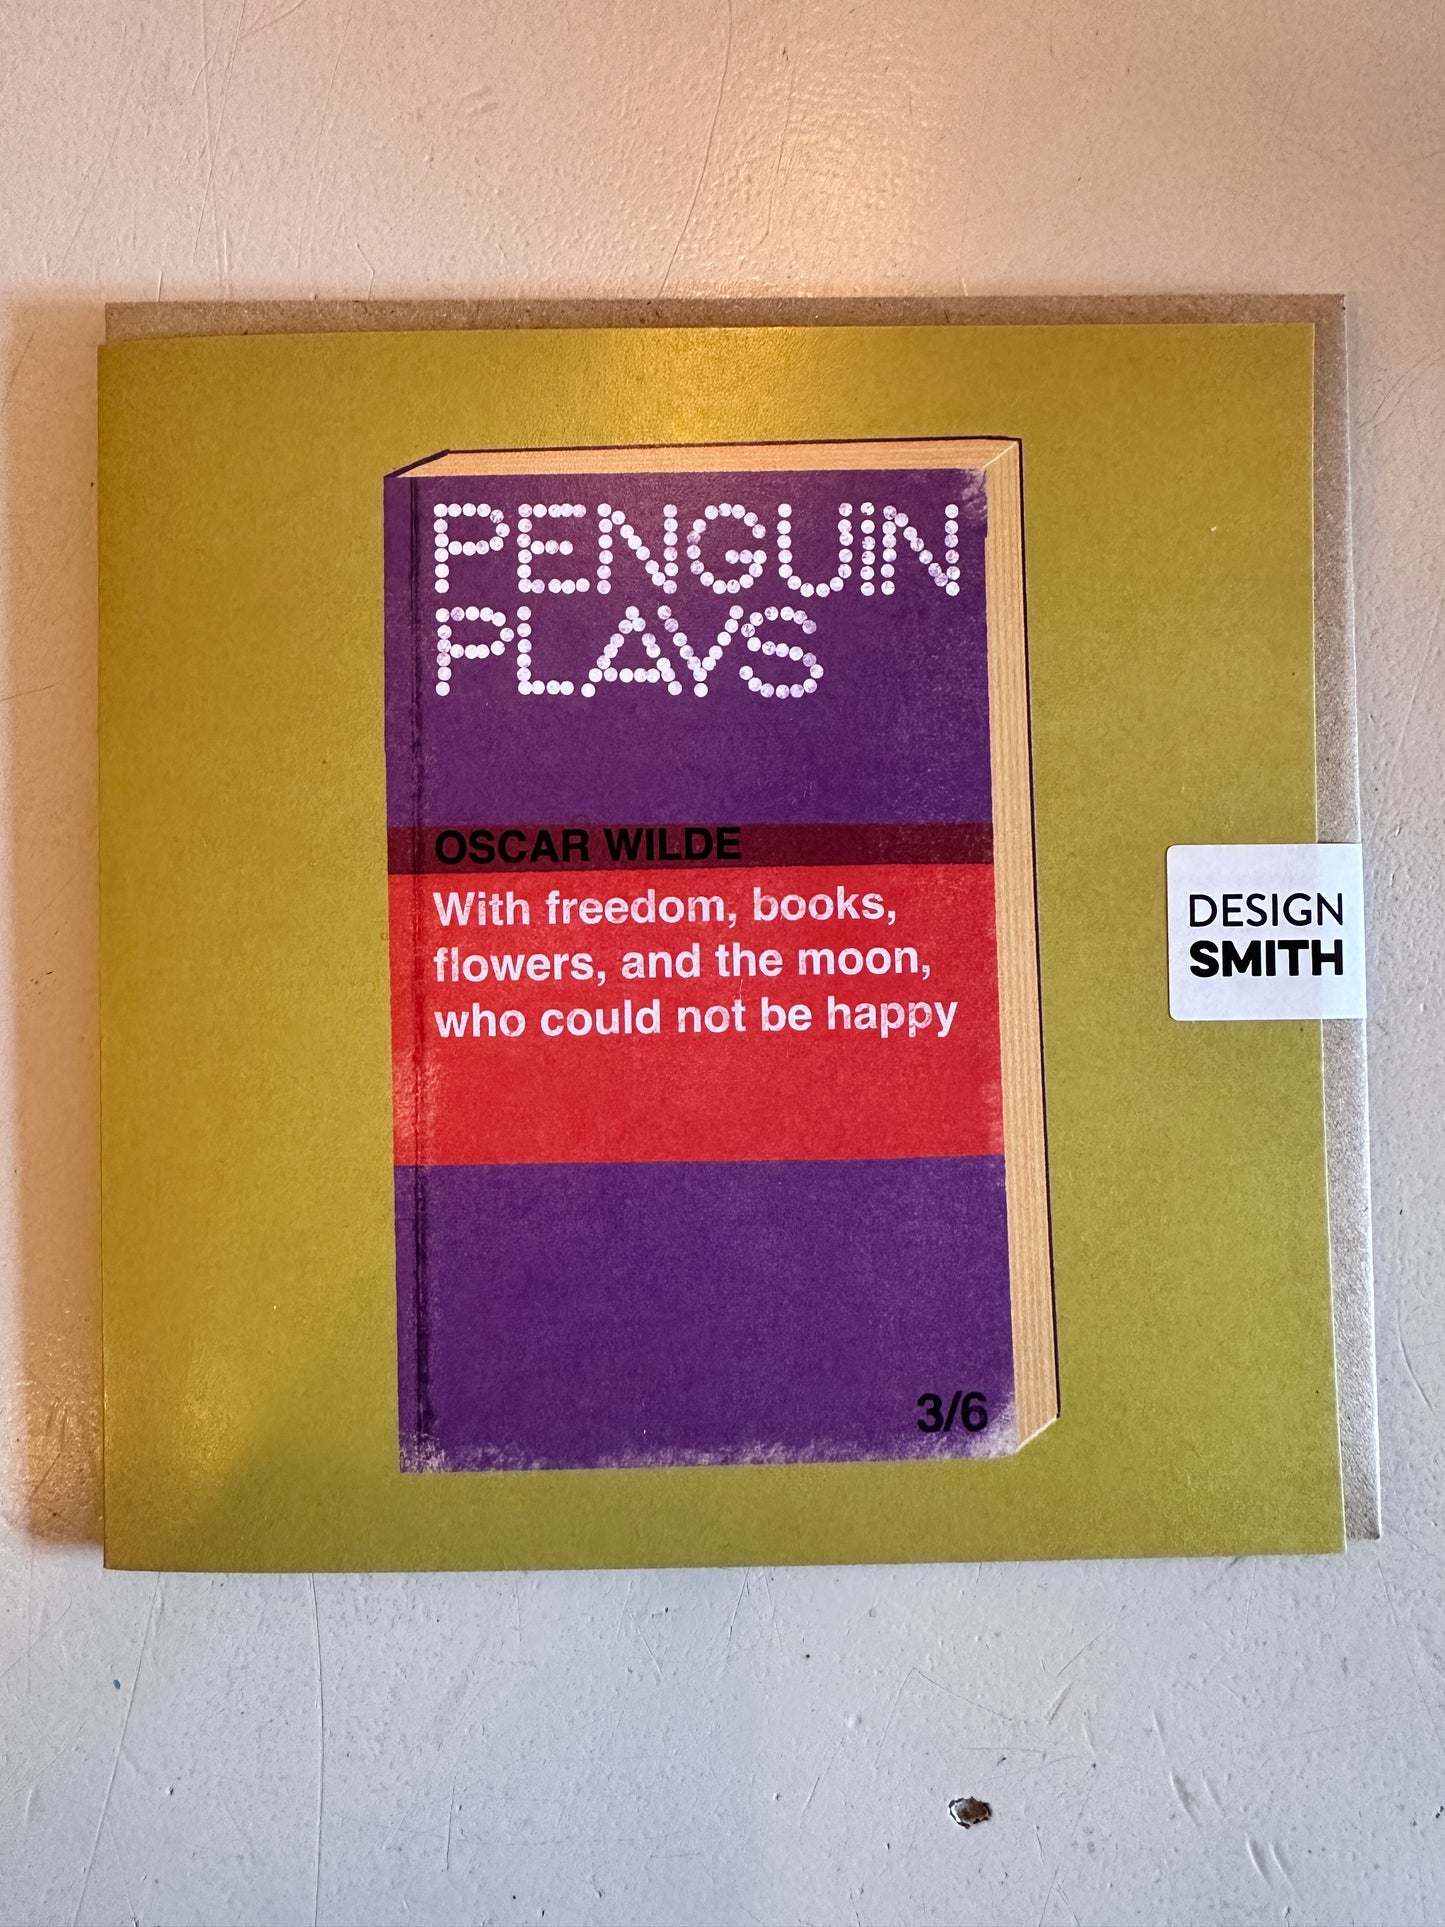 PENGUIN
PLAYS
OSCAR WILDE
With freedom, books,
flowers, and the moon,
who could not be happy
3/6
DESIGN
SMITH